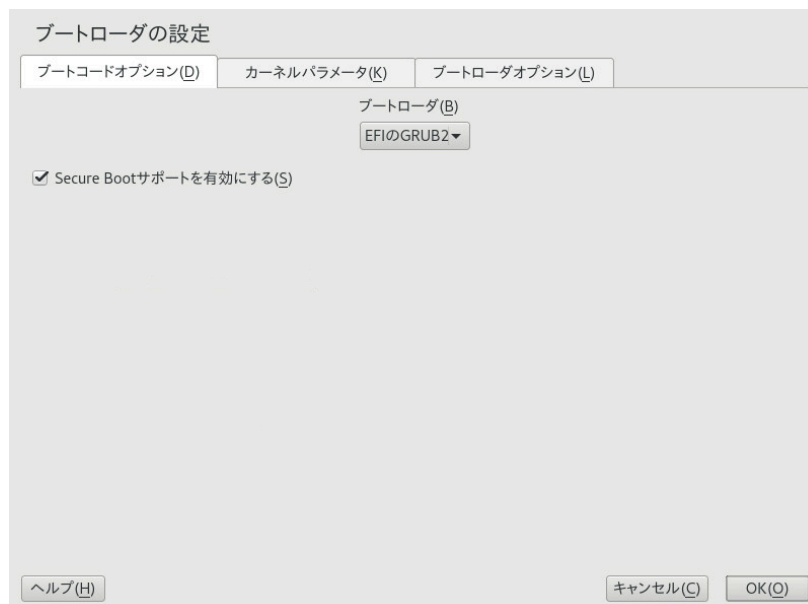 ブートローダの設定
ブートコードオプション(D) カーネルパラメータ(K) ブートローダオプション(L)
ブートローダ(B)
EFIのGRUB2
Secure Bootサポートを有効にする(S)
ヘルプ(H) キャンセル(C) OK(O)